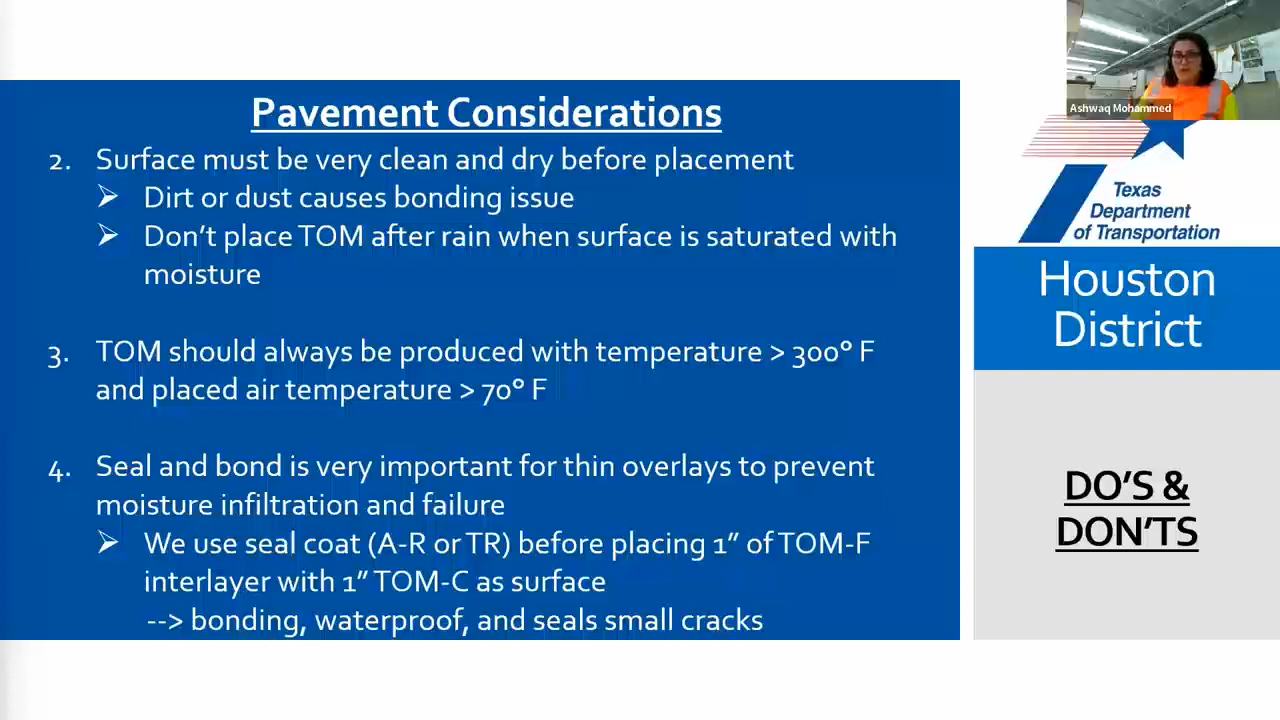 Pavement Considerations
2. Surface must be very clean and dry before placement
➢ Dirt or dust causes bonding issue
➢ Don't place TOM after rain when surface is saturated with
moisture
3. TOM should always be produced with temperature > 300° F
and placed air temperature > 70° F
4. Seal and bond is very important for thin overlays to prevent
moisture infiltration and failure
➢ We use seal coat (A-R or TR) before placing 1" of TOM-F
interlayer with 1" TOM-C as surface
--> bonding, waterproof, and seals small cracks
Ashwaq Mohammed
Texas
Department
of Transportation
Houston
District
DO'S &
DON'TS